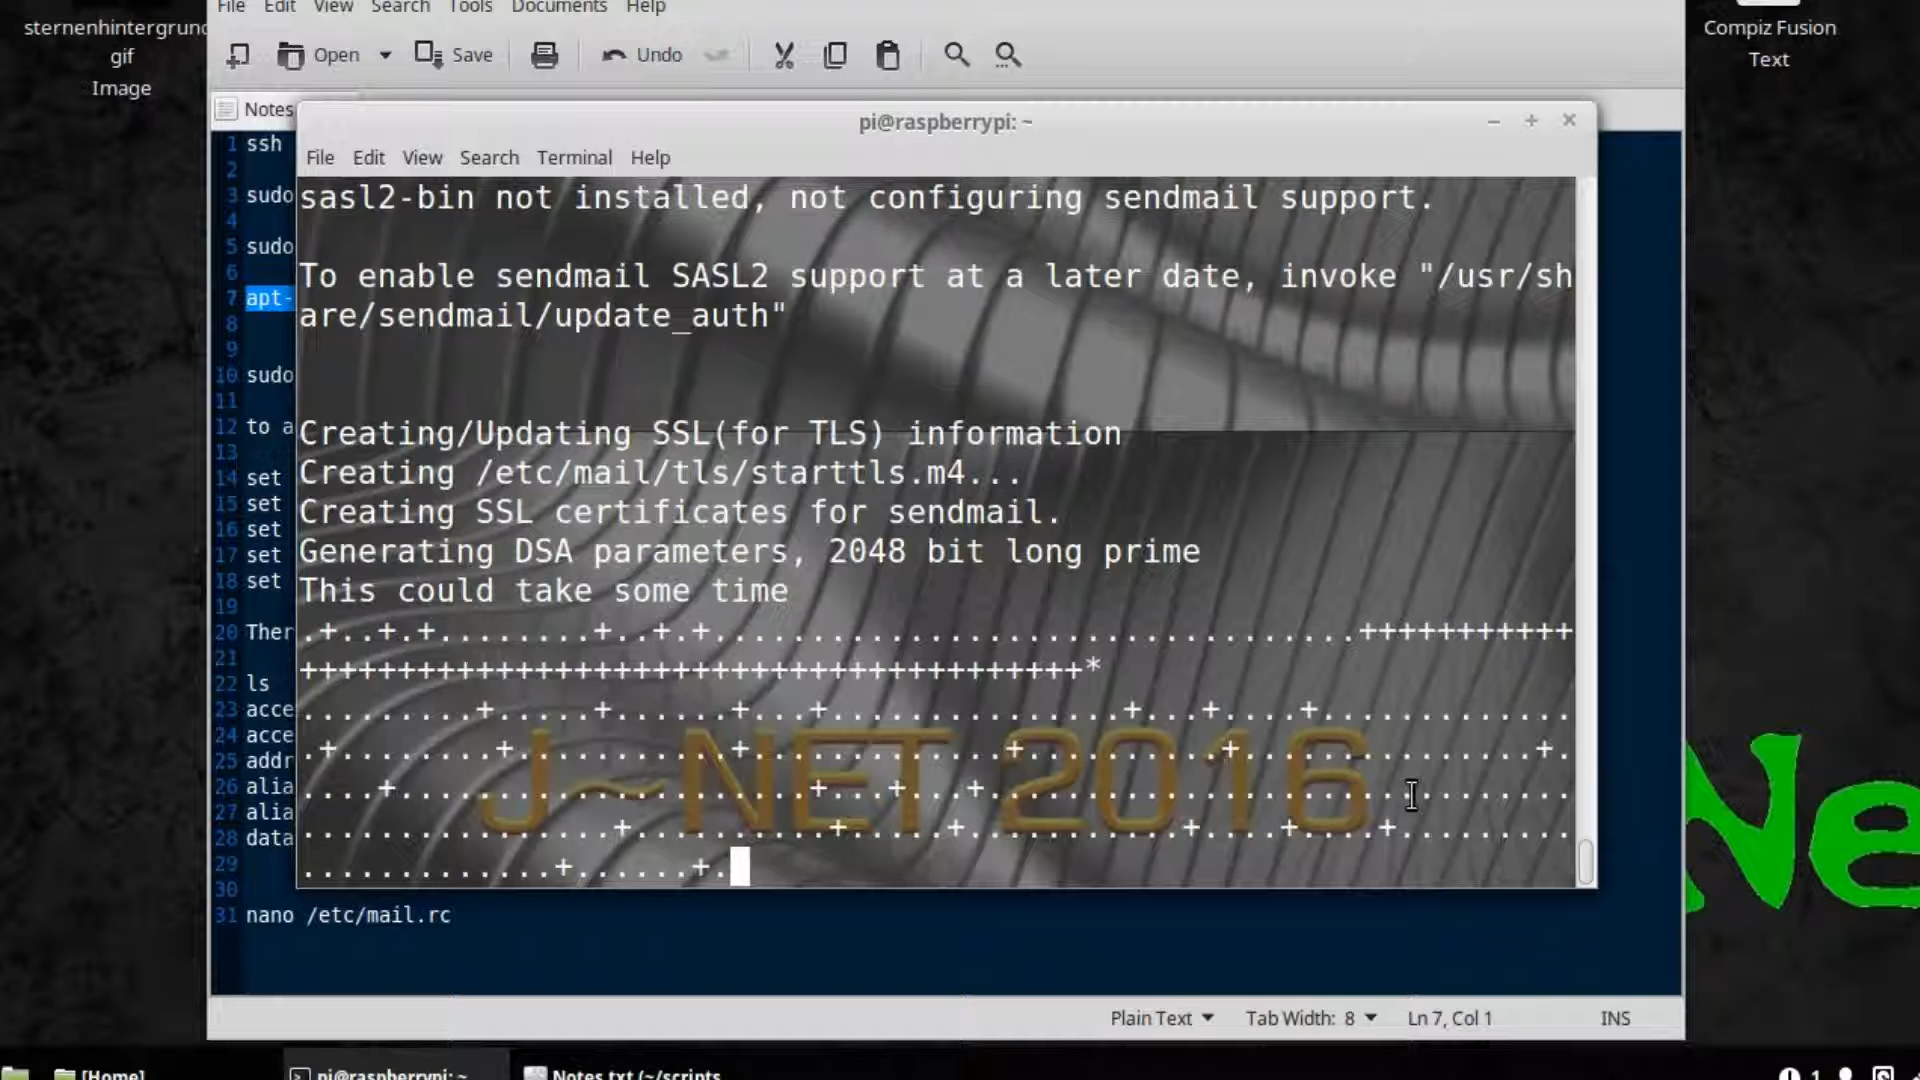 sternenhintergrund
gif
Image
Compiz Fusion
Text
File Edit View Search Tools Documents Help
Open Save Undo
Notes
pi@raspberrypi: ~
File Edit View Search Terminal Help
sasl2-bin not installed, not configuring sendmail support.
To enable sendmail SASL2 support at a later date, invoke "/usr/sh
are/sendmail/update_auth"
Creating/Updating SSL(for TLS) information
Creating /etc/mail/tls/starttls.m4...
Creating SSL certificates for sendmail.
Generating DSA parameters, 2048 bit long prime
This could take some time
.+..+.+........+..+.+.................................+++++++++++
++++++++++++++++++++++++++++++++++++++++*
.........+.....+......+...+...............+...+....+.............
.+........+...........+.............+..........+...............+.
....+.....................+...+...+..............................
................+..........+.....+...........+....+....+.........
.............+......+.
J~NET 2016
1 ssh
2
3 sudo
4
5 sudo
6
7 apt-
8
9
10 sudo
11
12 to a
13
14 set
15 set
16 set
17 set
18 set
19
20 Ther
21
22 ls
23 acce
24 acce
25 addr
26 alia
27 alia
28 data
29
30
31 nano /etc/mail.rc
Ne
Plain Text Tab Width: 8 Ln 7, Col 1 INS
[Home] pi@raspberrypi: ~ Notes.txt (~/scripts 1